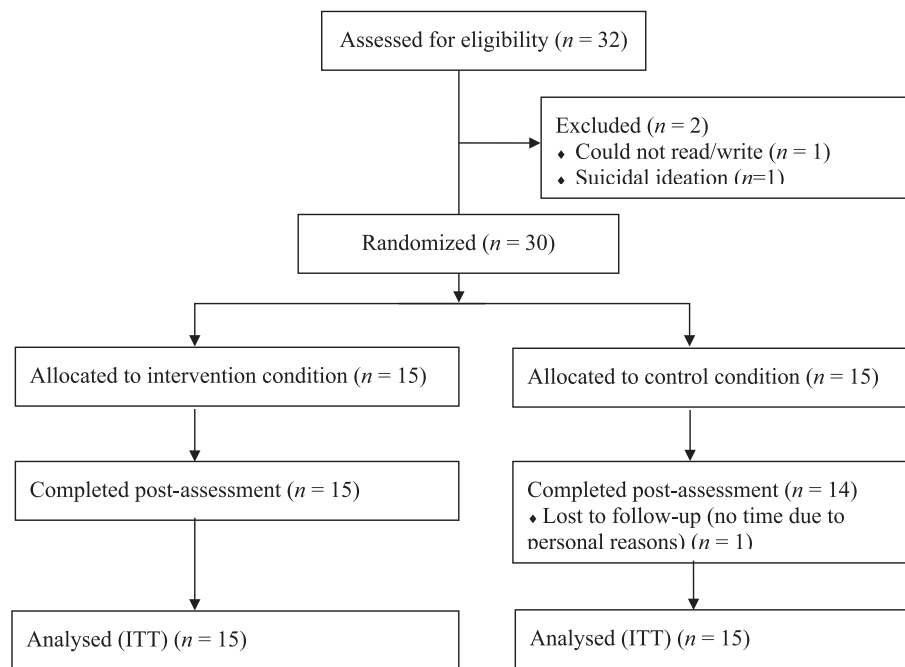 Assessed for eligibility (n = 32)
Excluded (n = 2)
♦ Could not read/write (n = 1)
♦ Suicidal ideation (n=1)
Randomized (n = 30)
Allocated to intervention condition (n = 15)
Allocated to control condition (n = 15)
Completed post-assessment (n = 15)
Completed post-assessment (n = 14)
♦ Lost to follow-up (no time due to
personal reasons) (n = 1)
Analysed (ITT) (n = 15)
Analysed (ITT) (n = 15)